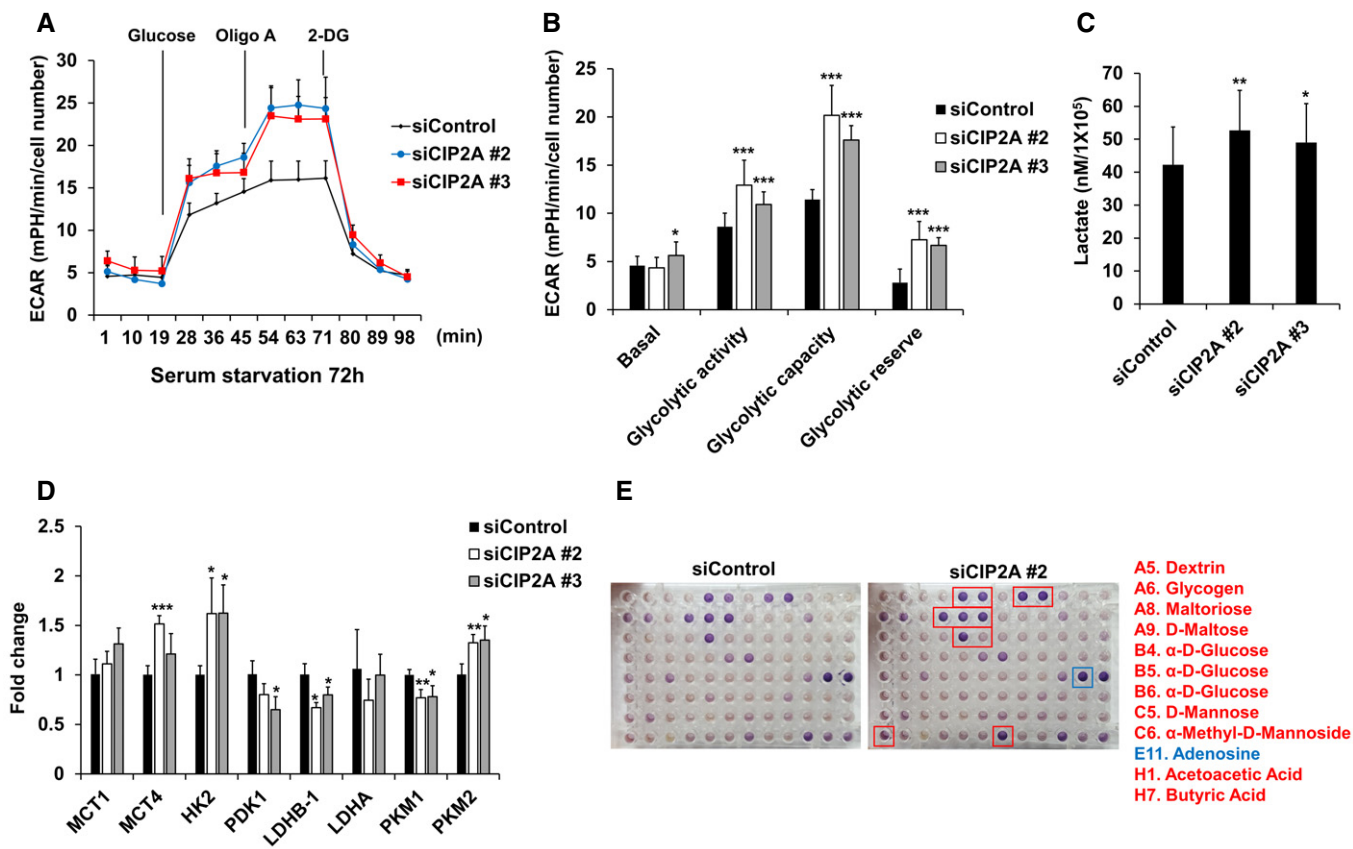 A
Glucose Oligo A 2-DG
ECAR (mPH/min/cell number)
30
25
20
15
10
5
0
siControl
siCIP2A #2
siCIP2A #3
1 10 19 28 36 45 54 63 71 80 89 98 (min)
Serum starvation 72h
B
ECAR (mPH/min/cell number)
25
20
15
10
5
0
*
***
***
***
***
***
***
siControl
siCIP2A #2
siCIP2A #3
Basal
Glycolytic activity
Glycolytic capacity
Glycolytic reserve
C
Lactate (nM/1X10⁵)
70
60
50
40
30
20
10
0
**
*
siControl
siCIP2A #2
siCIP2A #3
D
Fold change
2.5
2
1.5
1
0.5
0
***
*
*
*
*
*
**
*
**
*
siControl
siCIP2A #2
siCIP2A #3
MCT1
MCT4
HK2
PDK1
LDHB-1
LDHA
PKM1
PKM2
E
siControl
siCIP2A #2
A5. Dextrin
A6. Glycogen
A8. Maltoriose
A9. D-Maltose
B4. α-D-Glucose
B5. α-D-Glucose
B6. α-D-Glucose
C5. D-Mannose
C6. α-Methyl-D-Mannoside
E11. Adenosine
H1. Acetoacetic Acid
H7. Butyric Acid